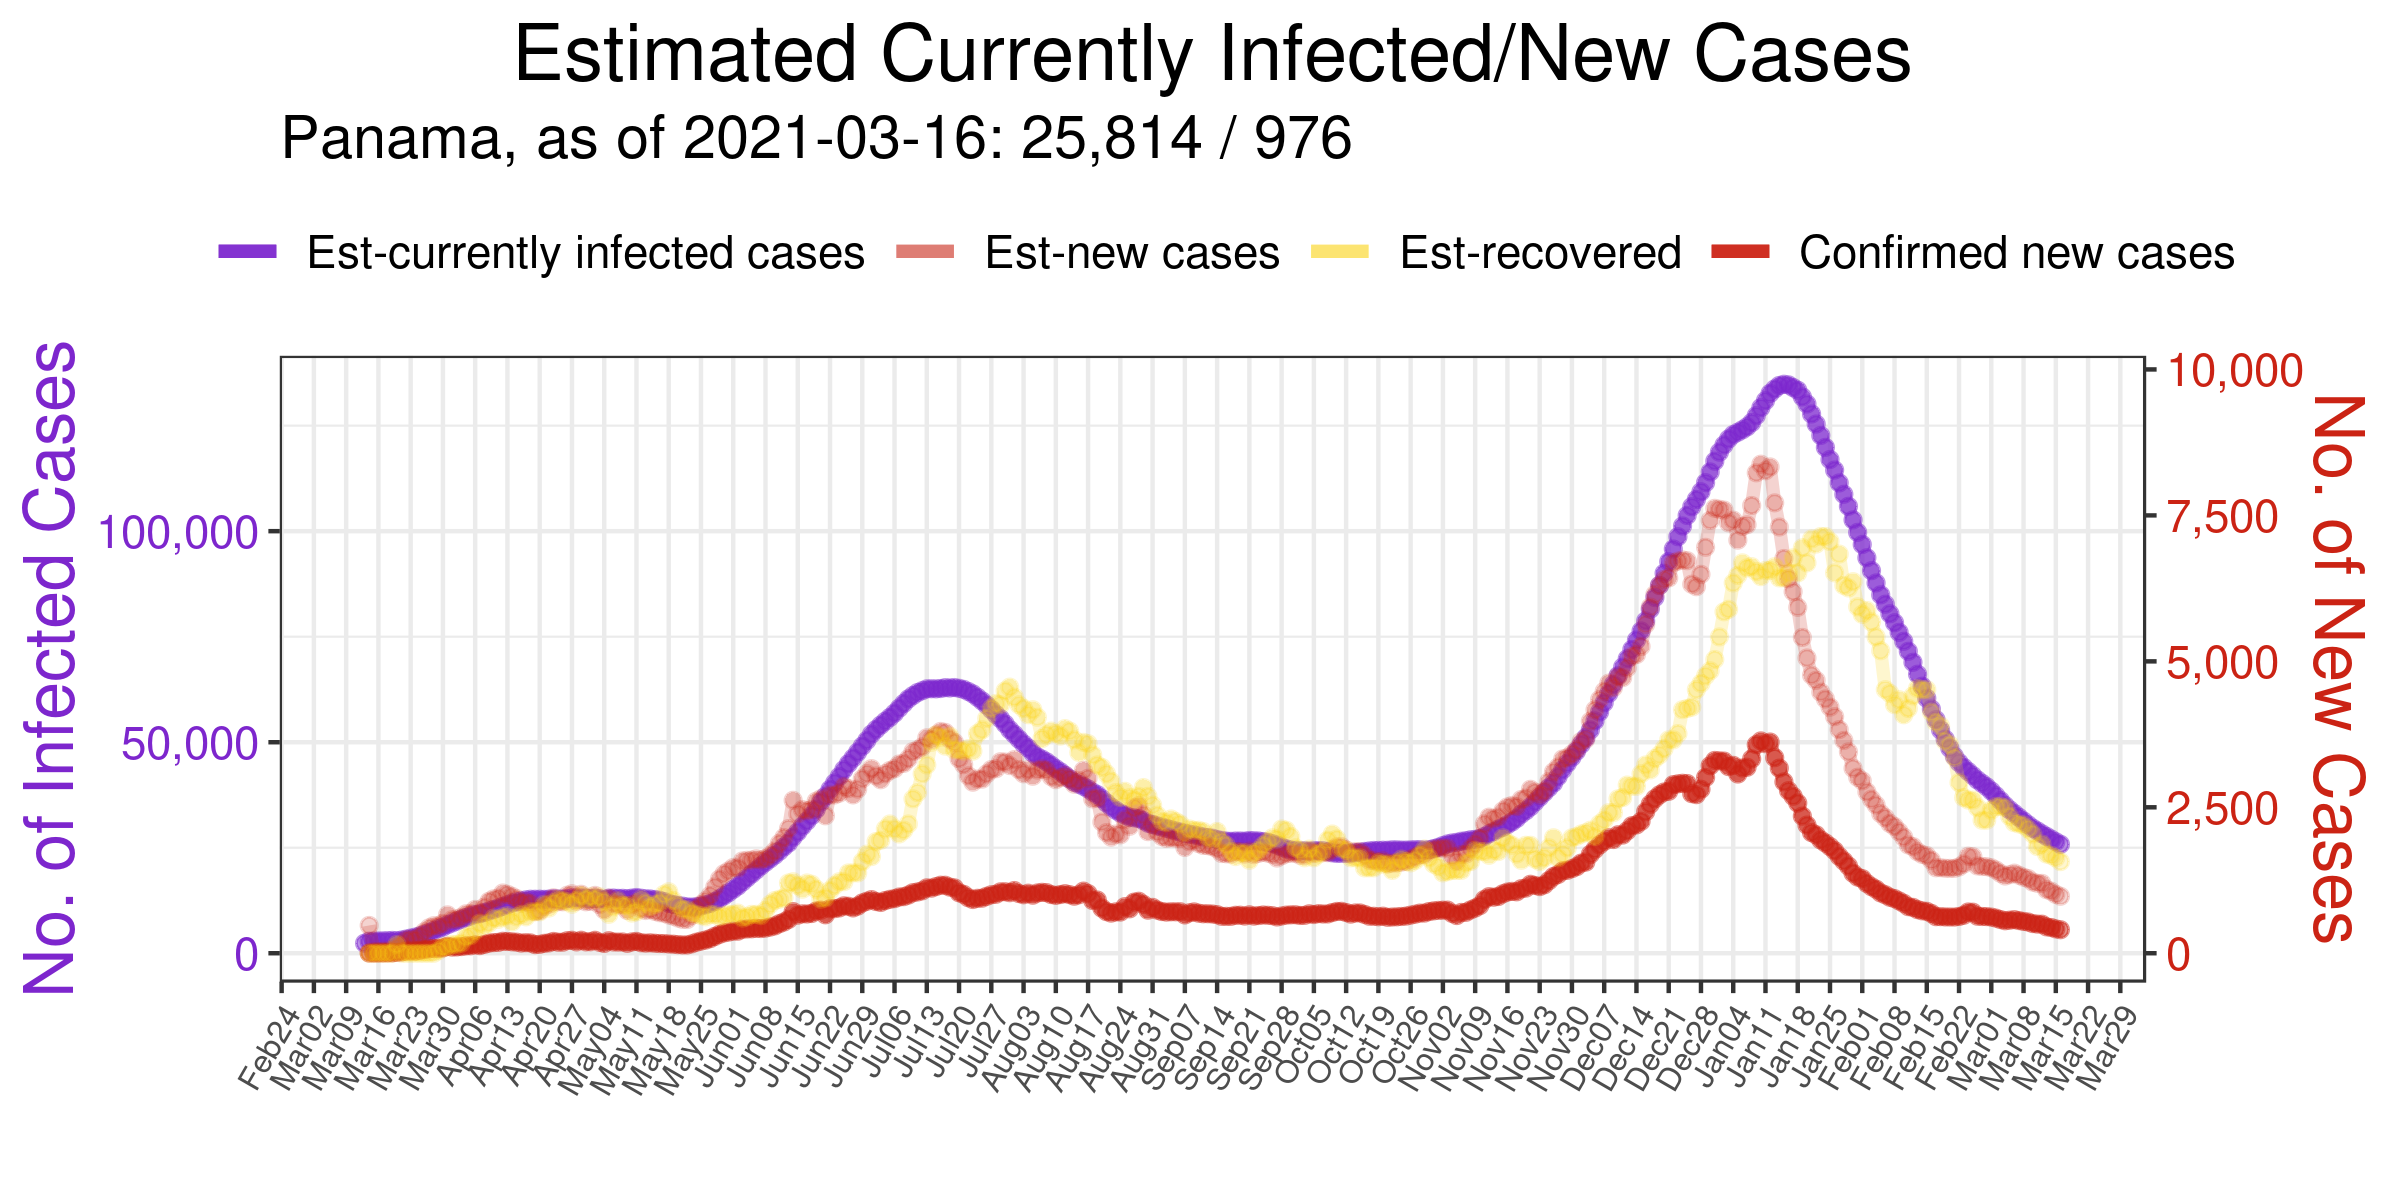 Estimated Currently Infected/New Cases
Panama, as of 2021-03-16: 25,814 / 976
Est-currently infected cases Est-new cases Est-recovered Confirmed new cases
No. of Infected Cases
100,000
50,000
0
10,000
7,500
5,000
2,500
0
No. of New Cases
Feb24 Mar02 Mar09 Mar16 Mar23 Mar30 Apr06 Apr13 Apr20 Apr27 May04 May11 May18 May25 Jun01 Jun08 Jun15 Jun22 Jun29 Jul06 Jul13 Jul20 Jul27 Aug03 Aug10 Aug17 Aug24 Aug31 Sep07 Sep14 Sep21 Sep28 Oct05 Oct12 Oct19 Oct26 Nov02 Nov09 Nov16 Nov23 Nov30 Dec07 Dec14 Dec21 Dec28 Jan04 Jan11 Jan18 Jan25 Feb01 Feb08 Feb15 Feb22 Mar01 Mar08 Mar15 Mar22 Mar29